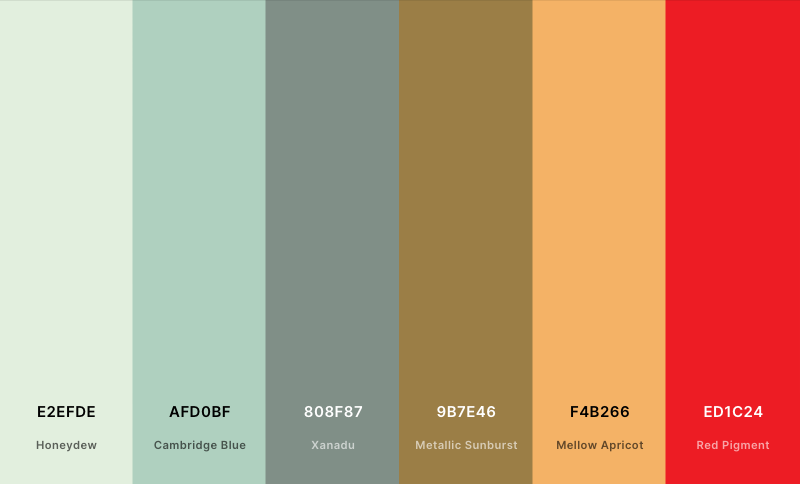 E2EFDE
Honeydew
AFD0BF
Cambridge Blue
808F87
Xanadu
9B7E46
Metallic Sunburst
F4B266
Mellow Apricot
ED1C24
Red Pigment